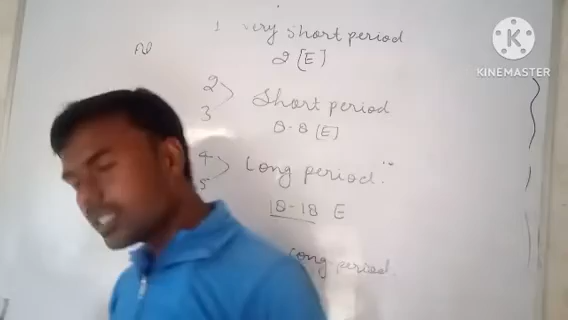 1 very short period
2 [E]
2
3
Short period
8-8 [E]
4
5
Long period
18-18 E
long period.
KINEMASTER